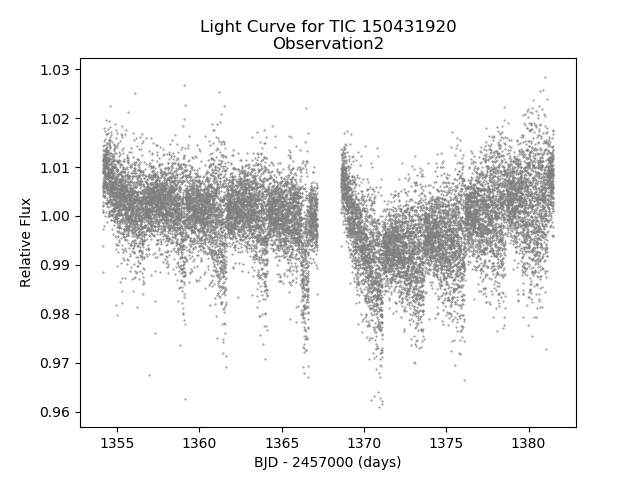 Light Curve for TIC 150431920
Observation2
1.03
1.02
1.01
1.00
0.99
0.98
0.97
0.96
Relative Flux
1355 1360 1365 1370 1375 1380
BJD - 2457000 (days)